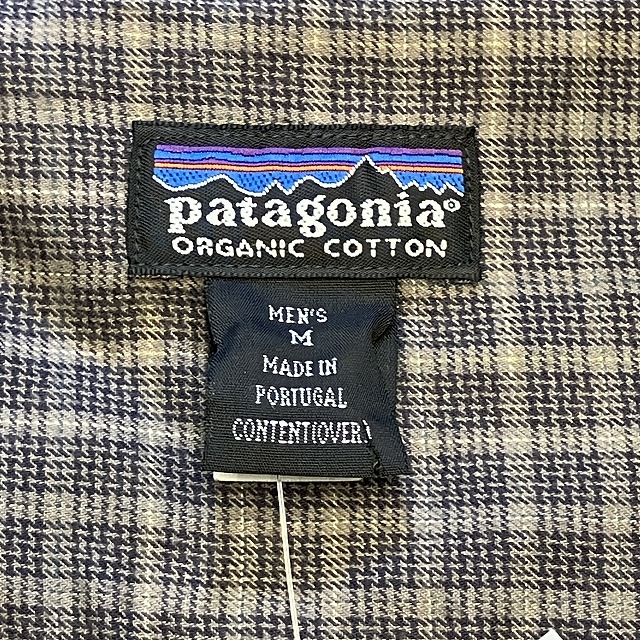 patagonia®
ORGANIC COTTON
MEN'S
M
MADE IN
PORTUGAL
CONTENT(OVER)